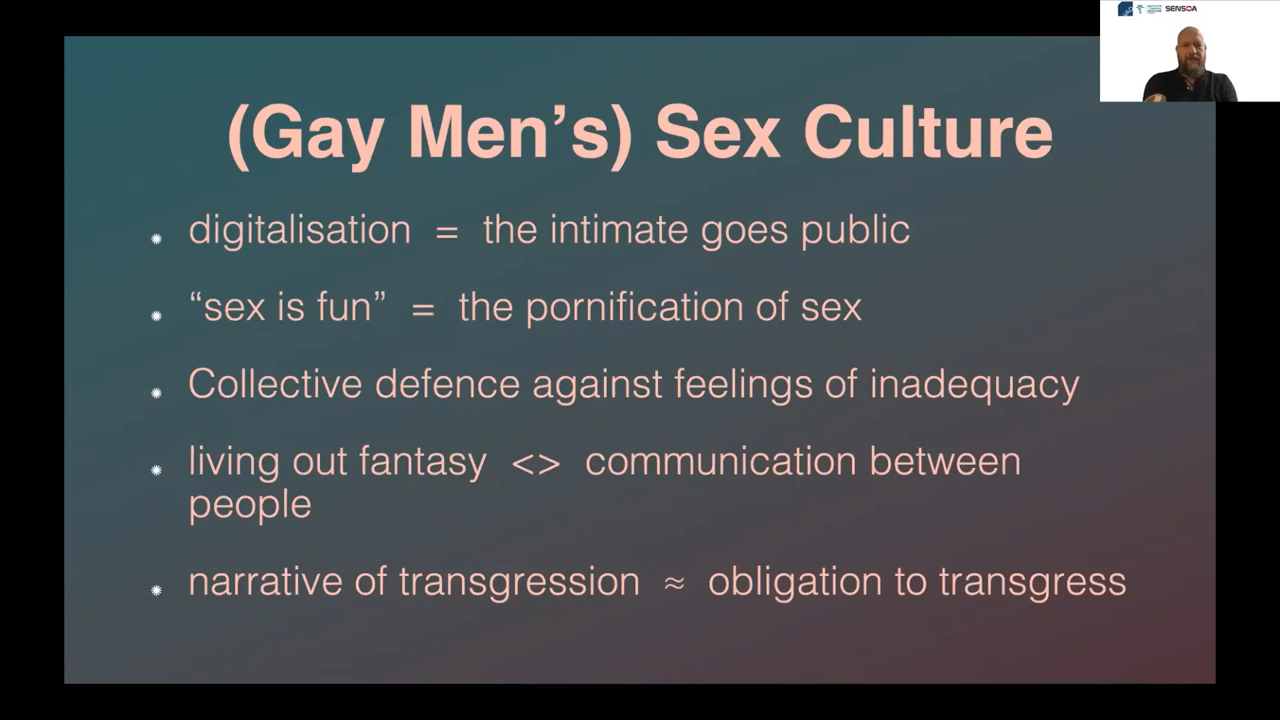 SENSOA
(Gay Men’s) Sex Culture
digitalisation = the intimate goes public
“sex is fun” = the pornification of sex
Collective defence against feelings of inadequacy
living out fantasy <> communication between
people
narrative of transgression ≈ obligation to transgress